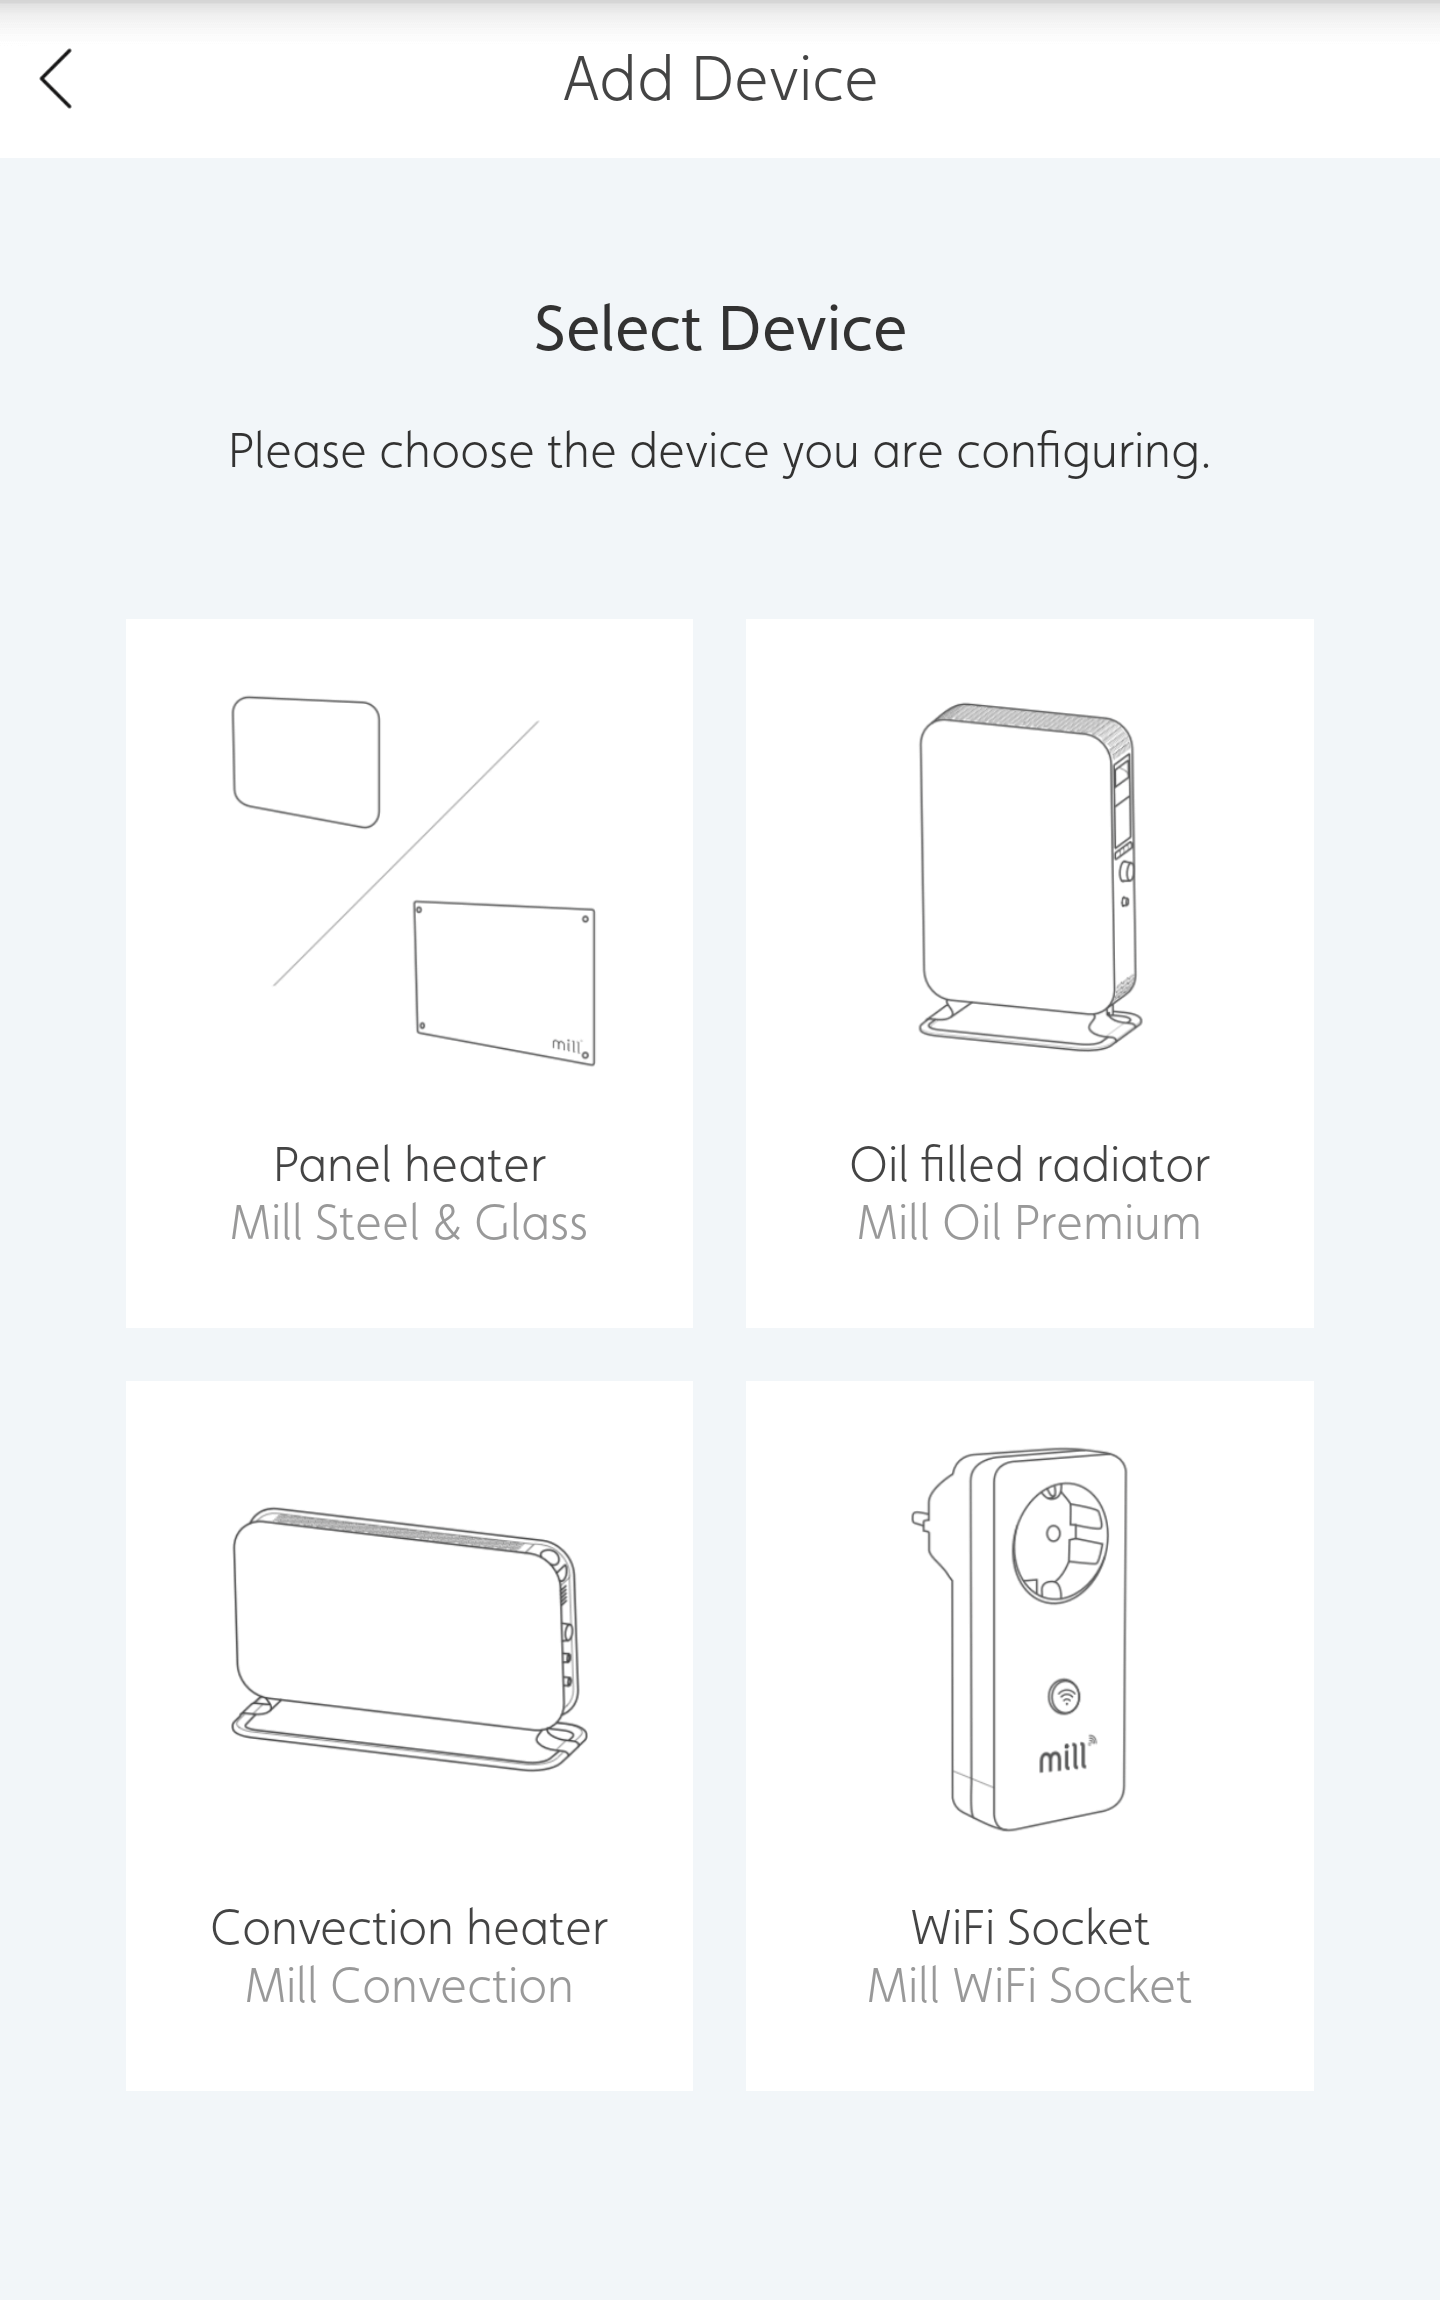 Add Device
Select Device
Please choose the device you are configuring.
mill
Panel heater
Mill Steel & Glass
Oil filled radiator
Mill Oil Premium
mill
Convection heater
Mill Convection
WiFi Socket
Mill WiFi Socket